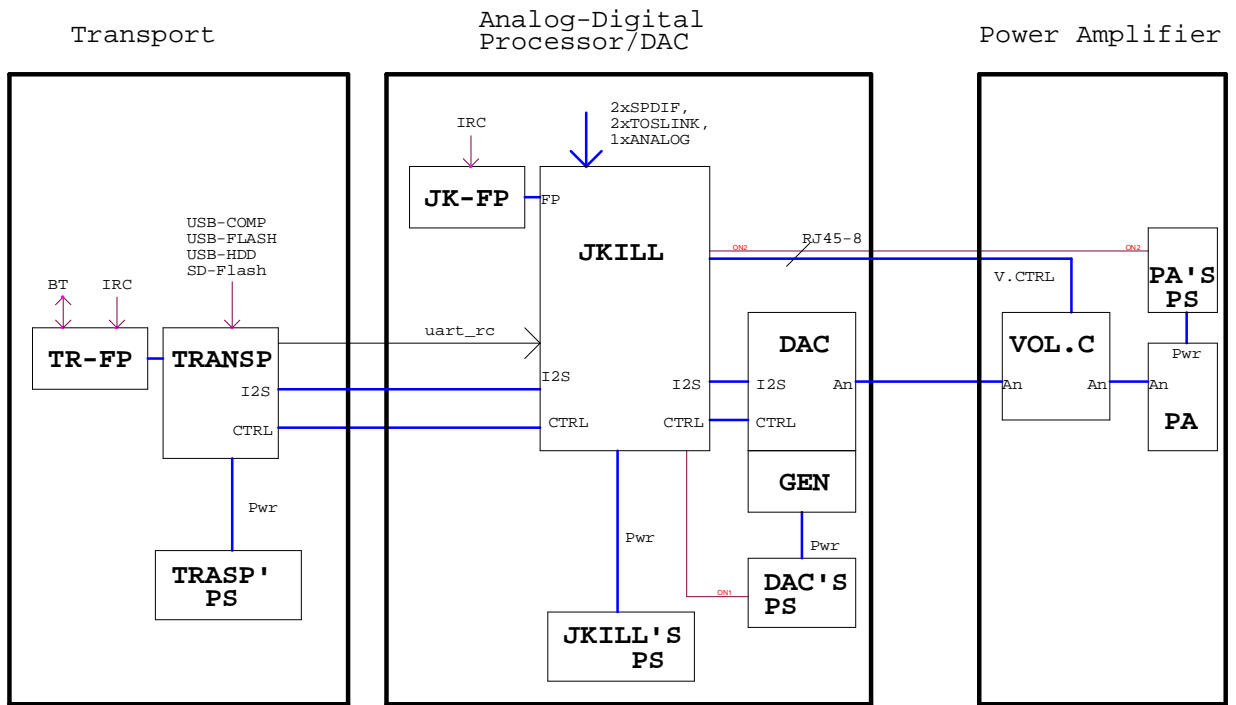 Transport
Analog-Digital
Processor/DAC
Power Amplifier
BT
IRC
USB-COMP
USB-FLASH
USB-HDD
SD-Flash
TR-FP
TRANSP
I2S
CTRL
Pwr
TRASP'
PS
uart_rc
IRC
2xSPDIF,
2xTOSLINK,
1xANALOG
JK-FP
FP
JKILL
I2S
CTRL
I2S
CTRL
Pwr
JKILL'S
PS
DAC
I2S
An
CTRL
GEN
Pwr
ON1
DAC'S
PS
ON2
RJ45-8
ON2
V.CTRL
VOL.C
An
An
PA'S
PS
Pwr
An
PA